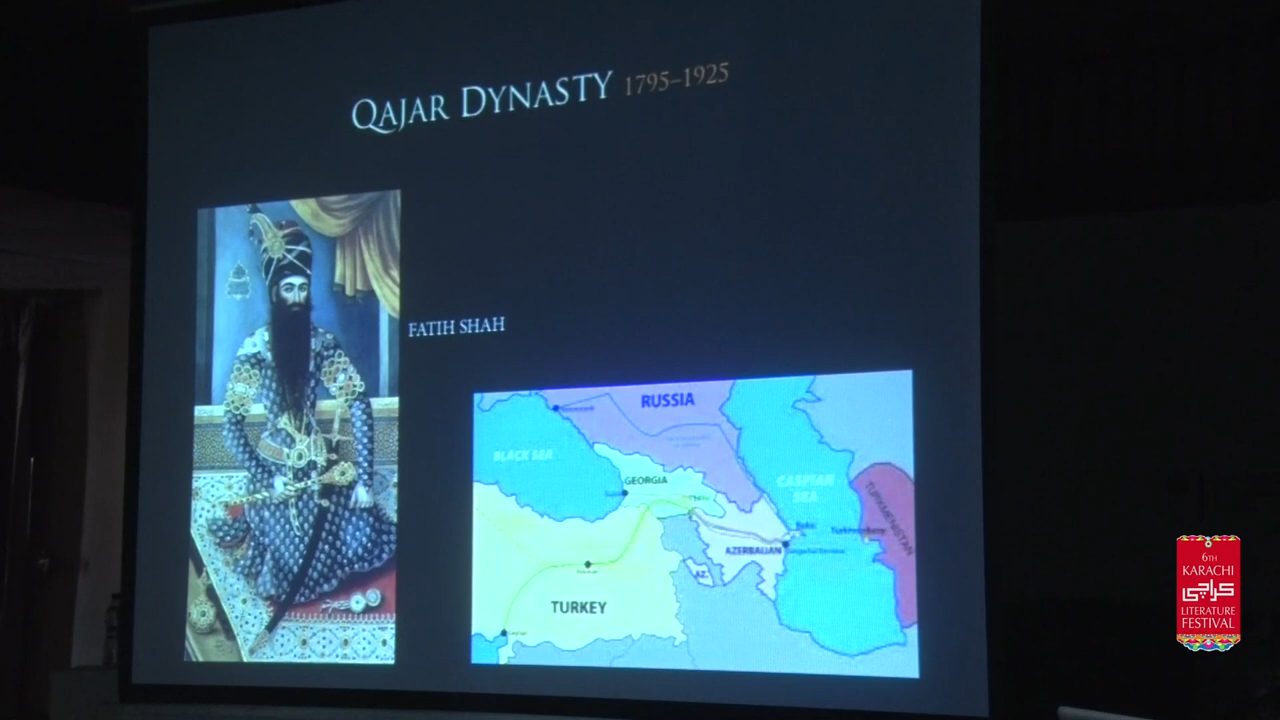 QAJAR DYNASTY 1795–1925
FATIH SHAH
RUSSIA
BLACK SEA
GEORGIA
CASPIAN
SEA
TURKMENISTAN
Baku
AZERBAIJAN
AZ.
TURKEY
6TH
KARACHI
کراچی
LITERATURE
FESTIVAL